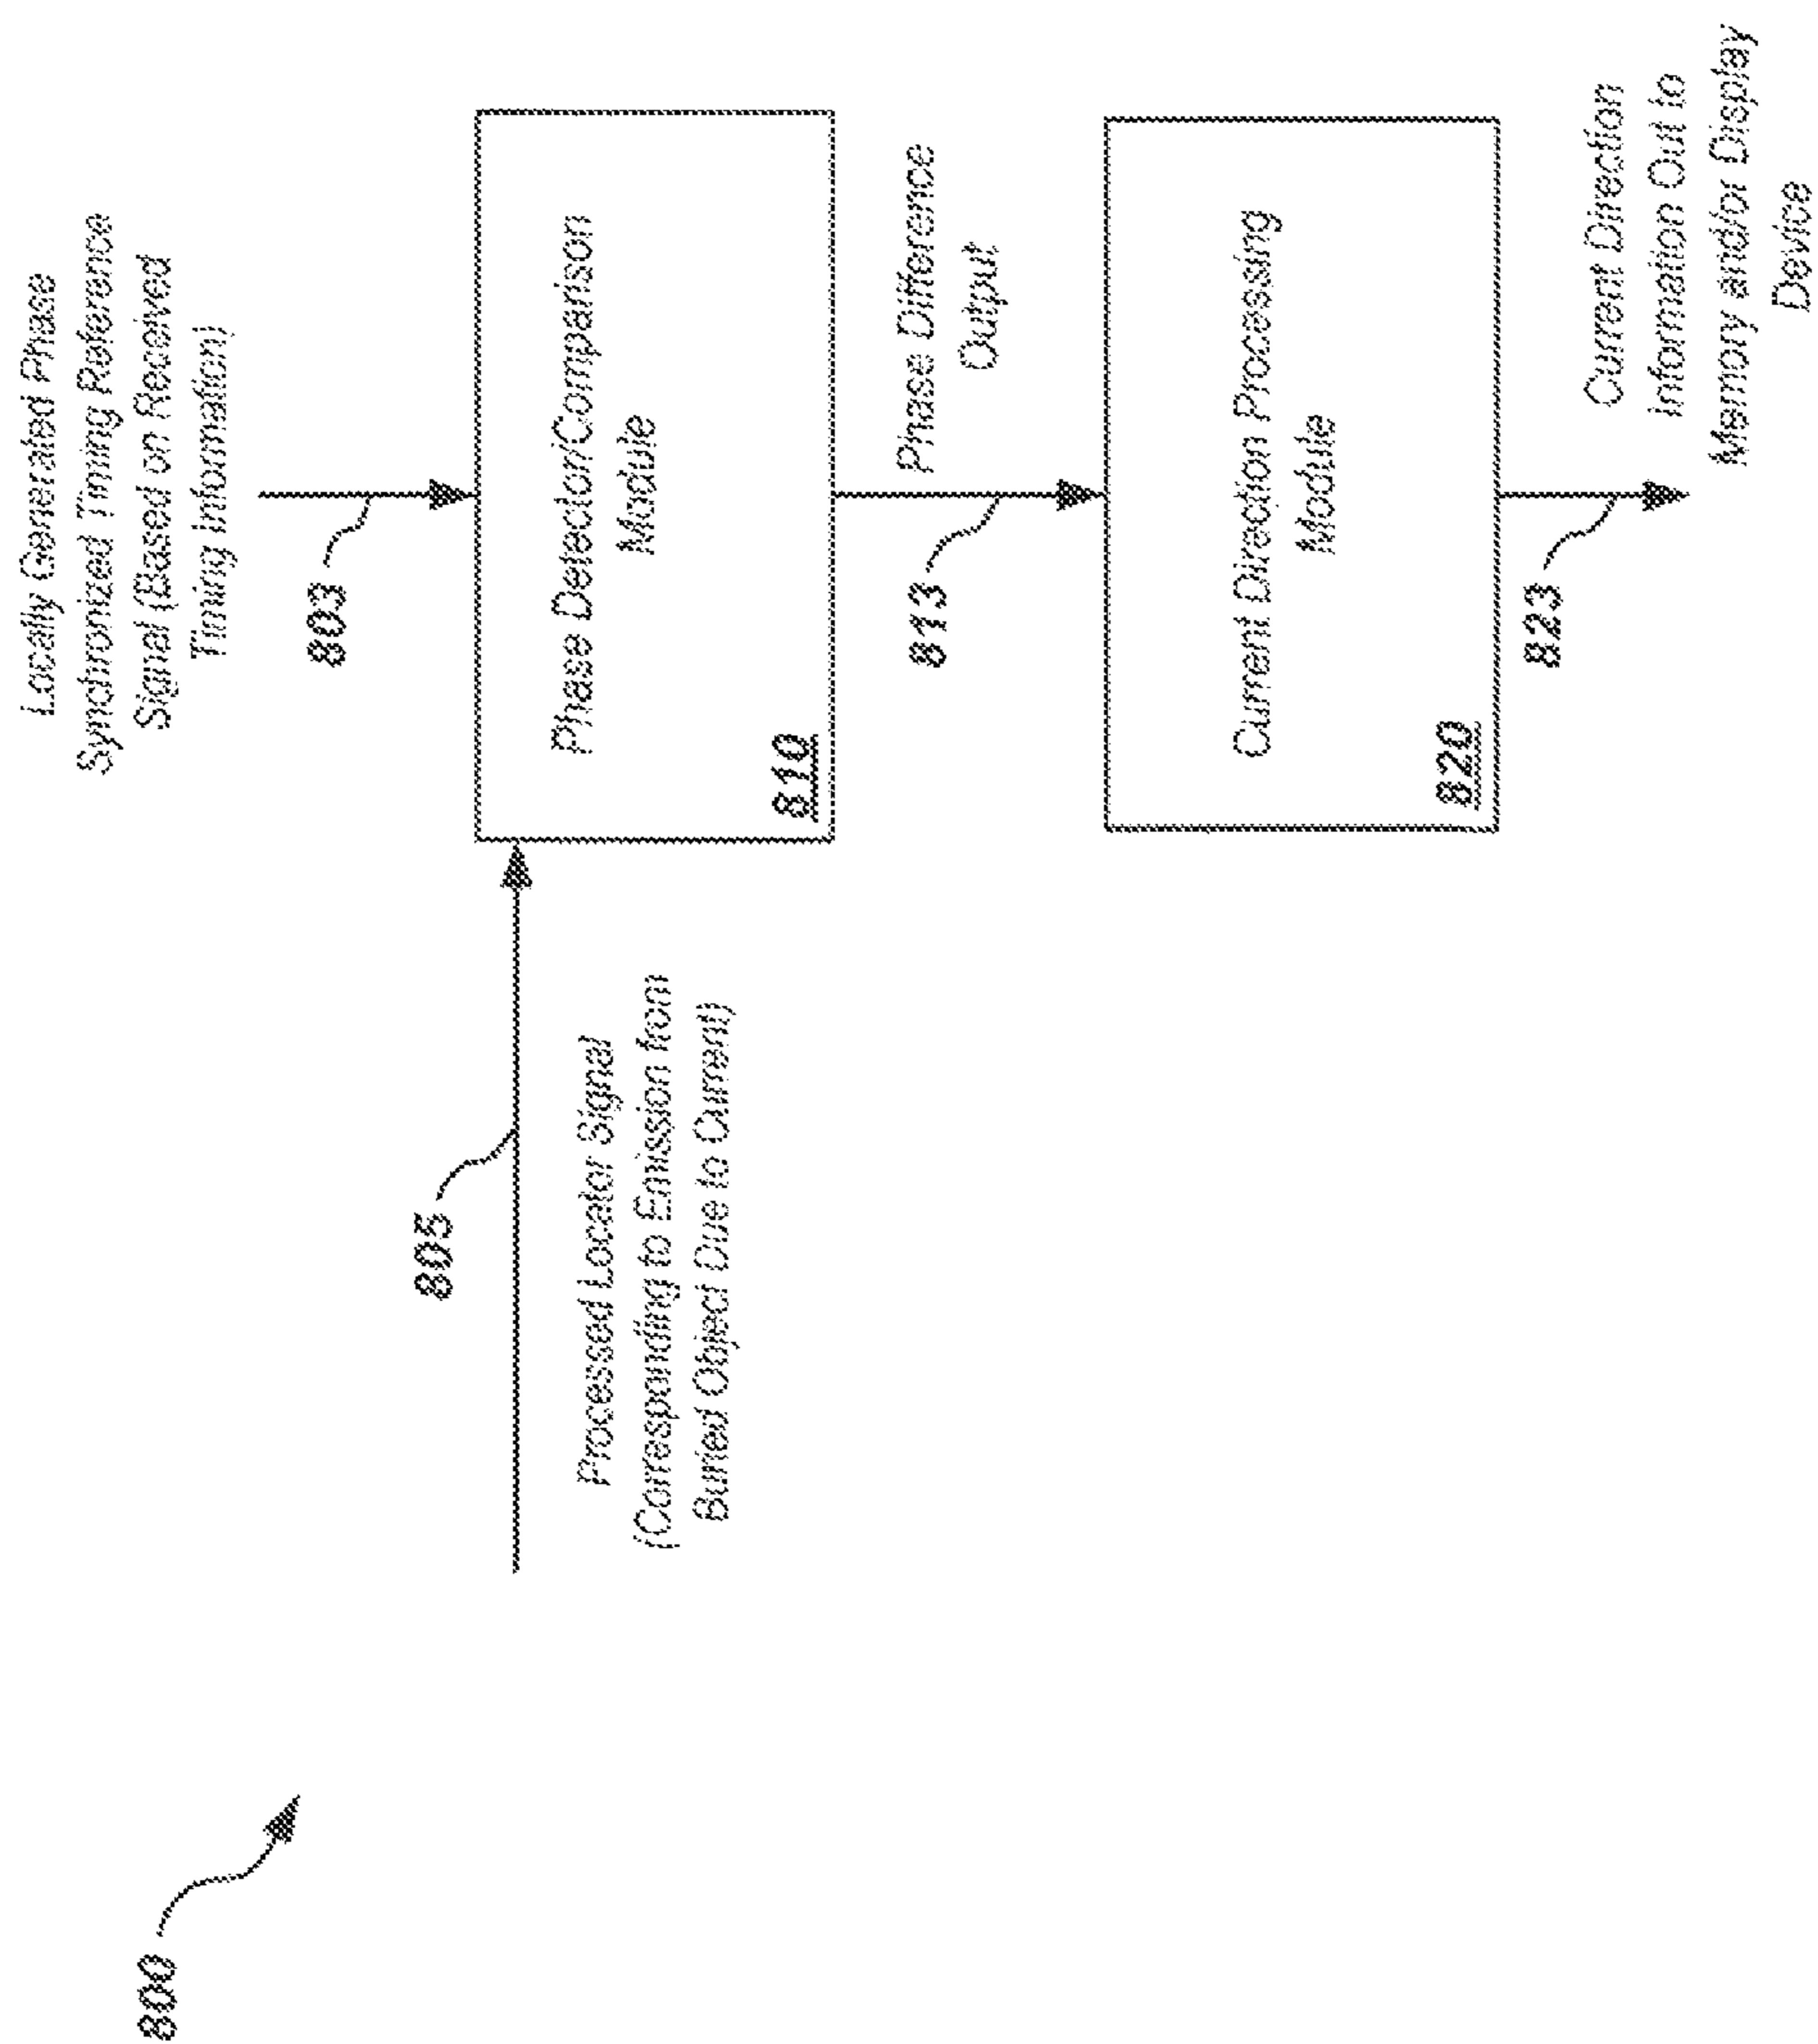 800
Locally Generated Phase
Synchronized Timing Reference
Signal (Based on Received
Timing Information)
803
805
Processed Locator Signal
(Corresponding to Emission from
Buried Object Due to Current)
Phase Detector/Comparison
Module
810
813
Phase Difference
Output
Current Direction Processing
Module
820
823
Current Direction
Information Out to
Memory and/or Display
Device